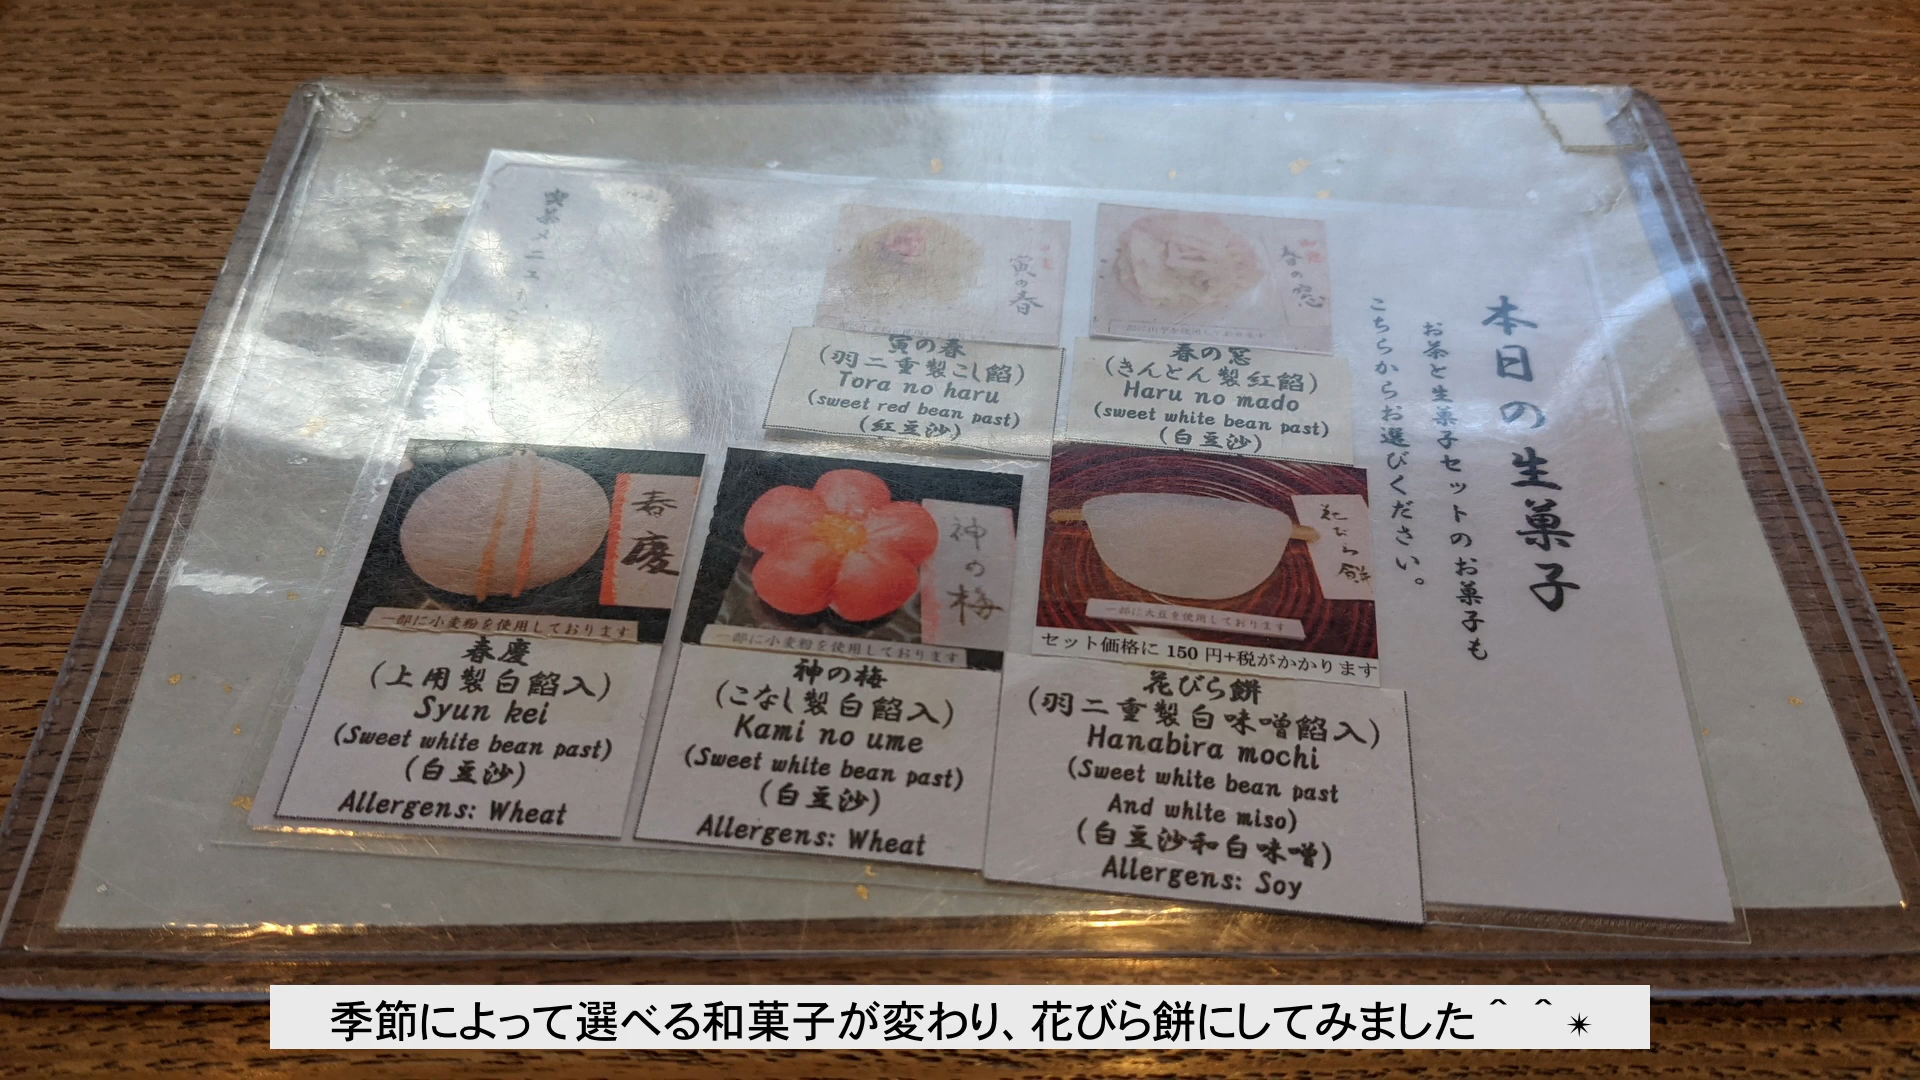 本日の生菓子
お茶と生菓子セットのお菓子も
こちらからお選びください。
春の窓
春の窓
(きんとん製紅餡)
Haru no mado
(sweet white bean past)
(白豆沙)
寅の春
寅の春
(羽二重製こし餡)
Tora no haru
(sweet red bean past)
(紅豆沙)
花びら餅
一部に大豆を使用しております
セット価格に 150 円+税がかかります
花びら餅
(羽二重製白味噌餡入)
Hanabira mochi
(Sweet white bean past
And white miso)
(白豆沙和白味噌)
Allergens: Soy
神の梅
一部に小麦粉を使用しております
神の梅
(こなし製白餡入)
Kami no ume
(Sweet white bean past)
(白豆沙)
Allergens: Wheat
春慶
一部に小麦粉を使用しております
春慶
(上用製白餡入)
Syun kei
(Sweet white bean past)
(白豆沙)
Allergens: Wheat
季節によって選べる和菓子が変わり、花びら餅にしてみました＾＾✴